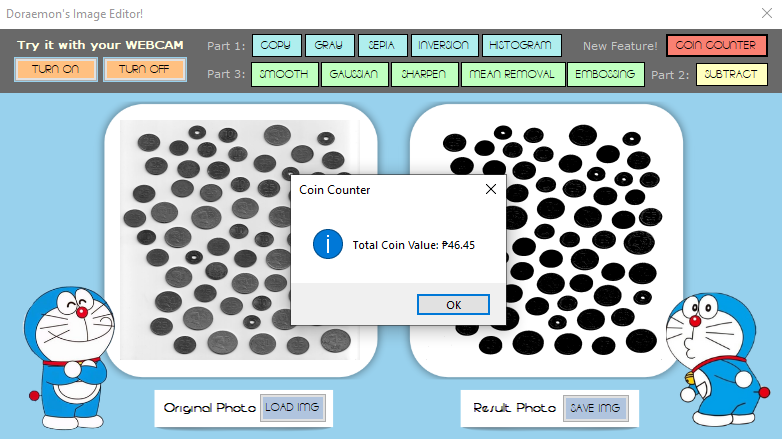 Doraemon's Image Editor!
Try it with your WEBCAM
TURN ON TURN OFF
Part 1: COPY GRAY SEPIA INVERSION HISTOGRAM
New Feature! COIN COUNTER
Part 3: SMOOTH GAUSSIAN SHARPEN MEAN REMOVAL EMBOSSING
Part 2: SUBTRACT
Coin Counter
Total Coin Value: ₱46.45
OK
Original Photo LOAD IMG
Result Photo SAVE IMG